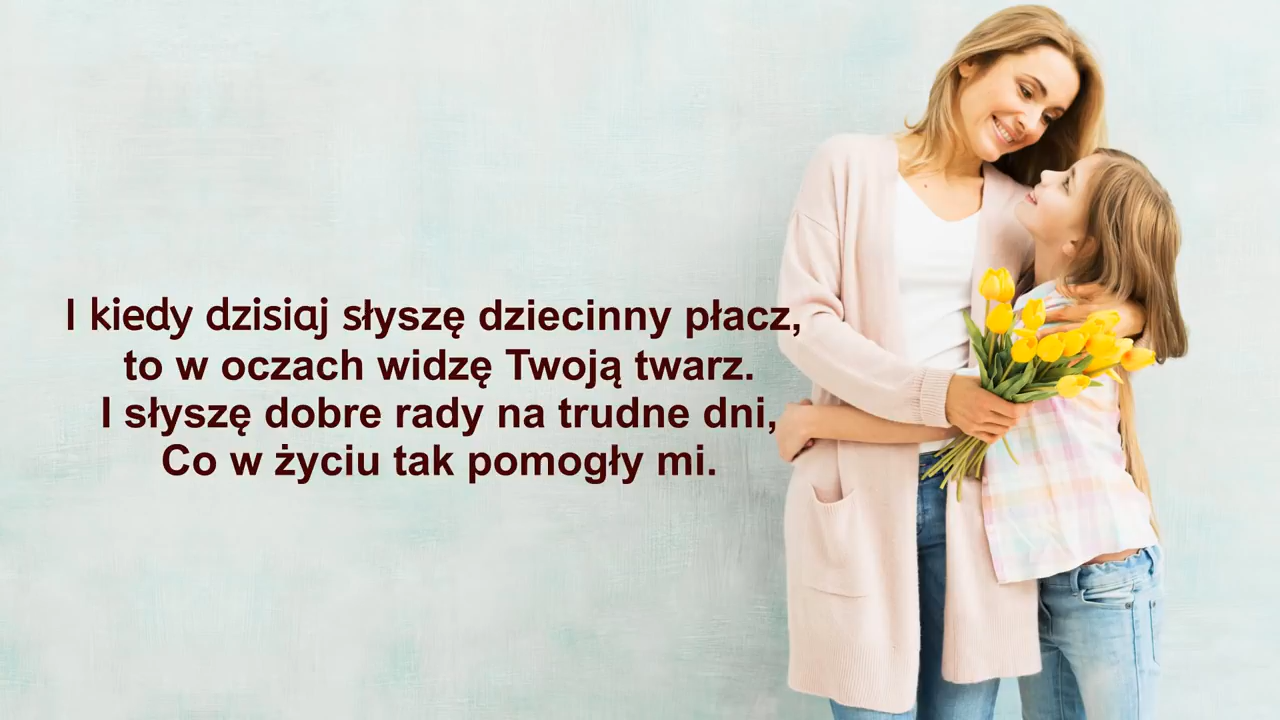 I kiedy dzisiaj słyszę dziecinny płacz,
to w oczach widzę Twoją twarz.
I słyszę dobre rady na trudne dni,
Co w życiu tak pomogły mi.